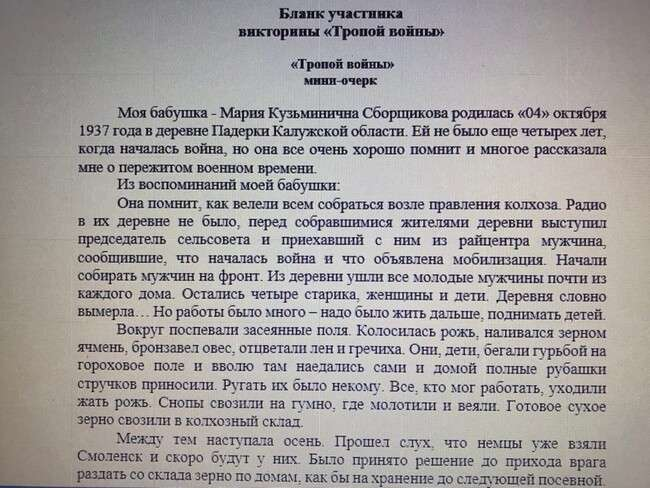 Бланк участника
викторины «Тропой войны»
«Тропой войны»
мини-очерк
Моя бабушка - Мария Кузьминична Сборщикова родилась «04» октября
1937 года в деревне Падерки Калужской области. Ей не было еще четырех лет,
когда началась война, но она все очень хорошо помнит и многое рассказала
мне о пережитом военном времени.
Из воспоминаний моей бабушки:
Она помнит, как велели всем собраться возле правления колхоза. Радио
в их деревне не было, перед собравшимися жителями деревни выступил
председатель сельсовета и приехавший с ним из райцентра мужчина,
сообщившие, что началась война и что объявлена мобилизация. Начали
собирать мужчин на фронт. Из деревни ушли все молодые мужчины почти из
каждого дома. Остались четыре старика, женщины и дети. Деревня словно
вымерла… Но работы было много – надо было жить дальше, поднимать детей.
Вокруг поспевали засеянные поля. Колосилась рожь, наливался зерном
ячмень, бронзавел овес, отцветали лен и гречиха. Они, дети, бегали гурьбой на
гороховое поле и вволю там наедались сами и домой полные рубашки
стручков приносили. Ругать их было некому. Все, кто мог работать, уходили
жать рожь. Снопы свозили на гумно, где молотили и веяли. Готовое сухое
зерно свозили в колхозный склад.
Между тем наступала осень. Прошел слух, что немцы уже взяли
Смоленск и скоро будут у них. Было принято решение до прихода врага
раздать со склада зерно по домам, как бы на хранение до следующей посевной.